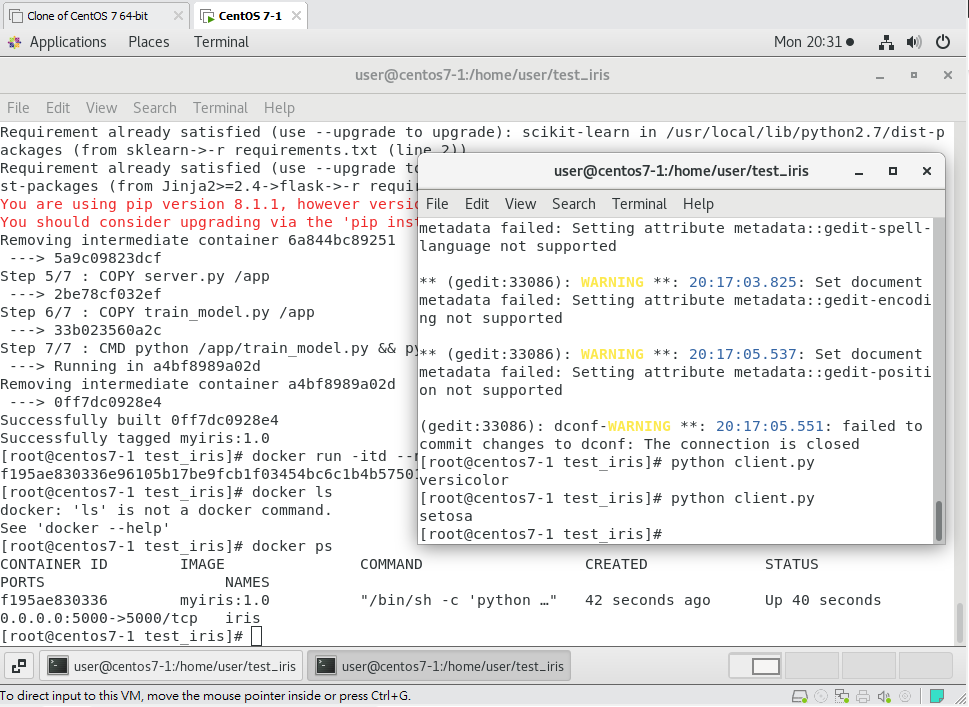 Clone of CentOS 7 64-bit
CentOS 7-1
Applications Places Terminal
Mon 20:31
user@centos7-1:/home/user/test_iris
File Edit View Search Terminal Help
Requirement already satisfied (use --upgrade to upgrade): scikit-learn in /usr/local/lib/python2.7/dist-p
ackages (from sklearn->-r requirements.txt (line 2))
Requirement already satisfied (use --upgrade to
st-packages (from Jinja2>=2.4->flask->-r requir
You are using pip version 8.1.1, however versio
You should consider upgrading via the 'pip inst
Removing intermediate container 6a844bc89251
---> 5a9c09823dcf
Step 5/7 : COPY server.py /app
---> 2be78cf032ef
Step 6/7 : COPY train_model.py /app
---> 33b023560a2c
Step 7/7 : CMD python /app/train_model.py && py
---> Running in a4bf8989a02d
Removing intermediate container a4bf8989a02d
---> 0ff7dc0928e4
Successfully built 0ff7dc0928e4
Successfully tagged myiris:1.0
[root@centos7-1 test_iris]# docker run -itd --n
f195ae830336e96105b17be9fcb1f03454bc6c1b4b57501
[root@centos7-1 test_iris]# docker ls
docker: 'ls' is not a docker command.
See 'docker --help'
[root@centos7-1 test_iris]# docker ps
CONTAINER ID IMAGE COMMAND CREATED STATUS
PORTS NAMES
f195ae830336 myiris:1.0 "/bin/sh -c 'python …" 42 seconds ago Up 40 seconds
0.0.0.0:5000->5000/tcp iris
[root@centos7-1 test_iris]#
user@centos7-1:/home/user/test_iris
File Edit View Search Terminal Help
metadata failed: Setting attribute metadata::gedit-spell-
language not supported
** (gedit:33086): WARNING **: 20:17:03.825: Set document
metadata failed: Setting attribute metadata::gedit-encodi
ng not supported
** (gedit:33086): WARNING **: 20:17:05.537: Set document
metadata failed: Setting attribute metadata::gedit-positi
on not supported
(gedit:33086): dconf-WARNING **: 20:17:05.551: failed to
commit changes to dconf: The connection is closed
[root@centos7-1 test_iris]# python client.py
versicolor
[root@centos7-1 test_iris]# python client.py
setosa
[root@centos7-1 test_iris]#
user@centos7-1:/home/user/test_iris
user@centos7-1:/home/user/test_iris
To direct input to this VM, move the mouse pointer inside or press Ctrl+G.